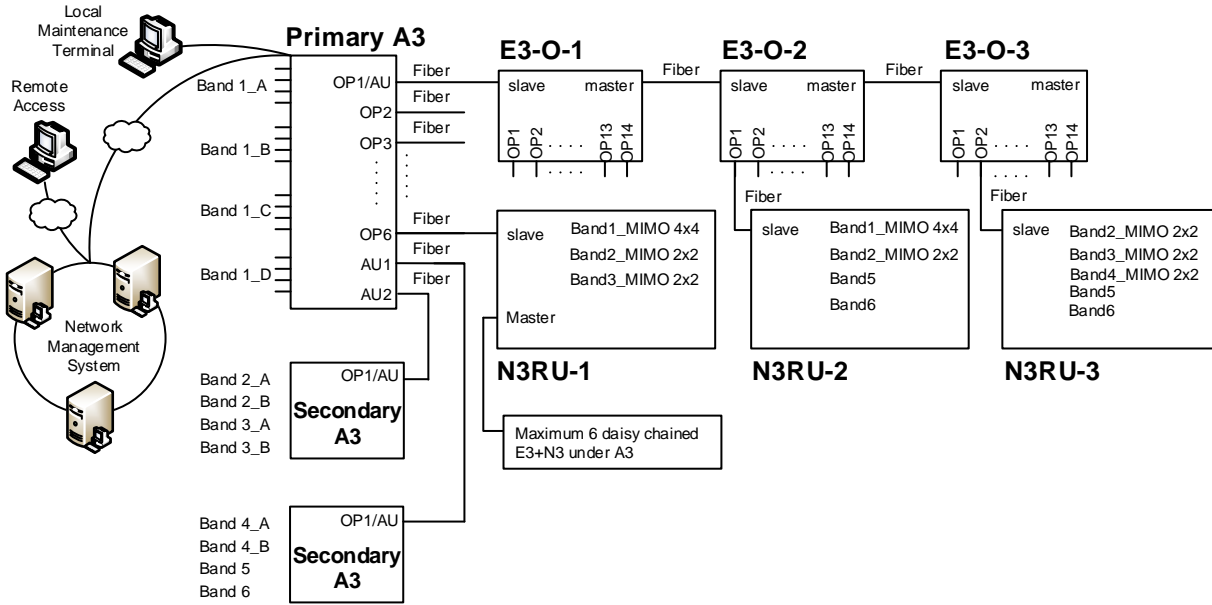 Local
Maintenance
Terminal
Remote
Access
Network
Management
System
Primary A3
Band 1_A
Band 1_B
Band 1_C
Band 1_D
OP1/AU
OP2
OP3
OP6
AU1
AU2
Fiber
Fiber
Fiber
Fiber
Fiber
Fiber
E3-O-1
slave
OP1
OP2
OP13
OP14
Fiber
E3-O-2
slave master
OP1
OP2
OP13
OP14
Fiber
E3-O-3
slave master
OP1
OP2
OP13
OP14
Fiber
Fiber
slave
Band1_MIMO 4x4
Band2_MIMO 2x2
Band3_MIMO 2x2
Master
N3RU-1
slave
Band1_MIMO 4x4
Band2_MIMO 2x2
Band5
Band6
N3RU-2
slave
Band2_MIMO 2x2
Band3_MIMO 2x2
Band4_MIMO 2x2
Band5
Band6
N3RU-3
Maximum 6 daisy chained
E3+N3 under A3
Band 2_A
Band 2_B
Band 3_A
Band 3_B
OP1/AU
Secondary
A3
Band 4_A
Band 4_B
Band 5
Band 6
OP1/AU
Secondary
A3